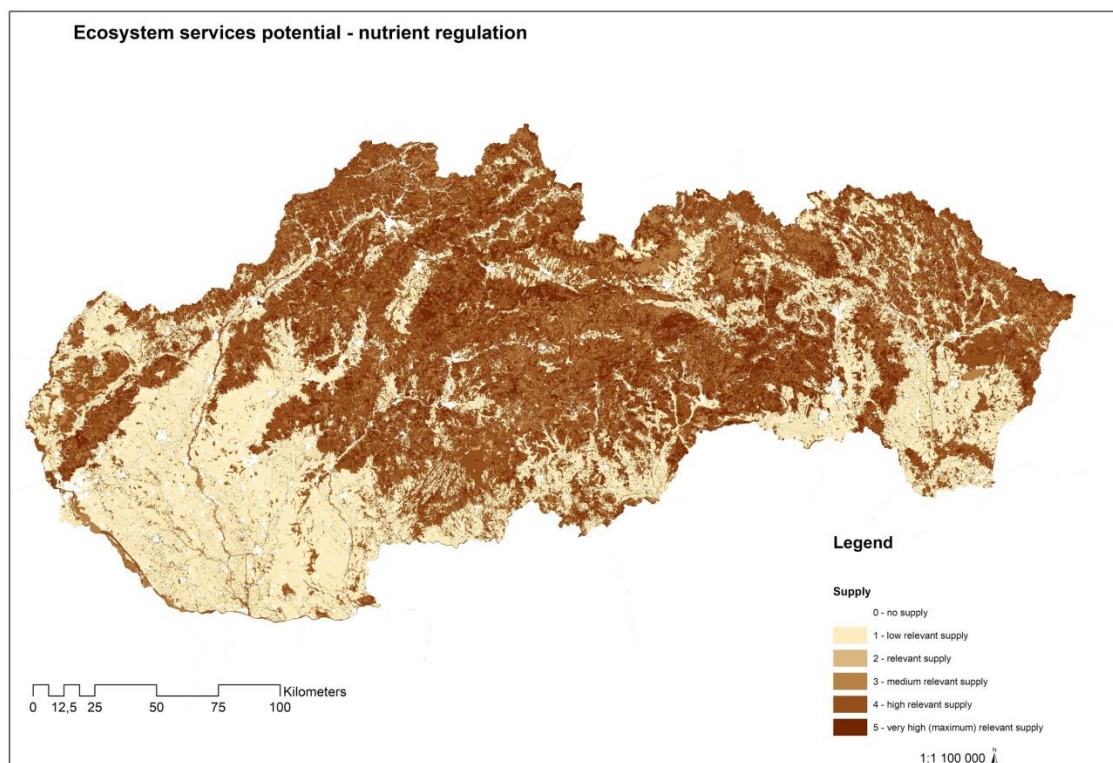 Ecosystem services potential - nutrient regulation
Legend
Supply
0 - no supply
1 - low relevant supply
2 - relevant supply
3 - medium relevant supply
4 - high relevant supply
5 - very high (maximum) relevant supply
Kilometers
0 12,5 25 50 75 100
1:1 100 000 N